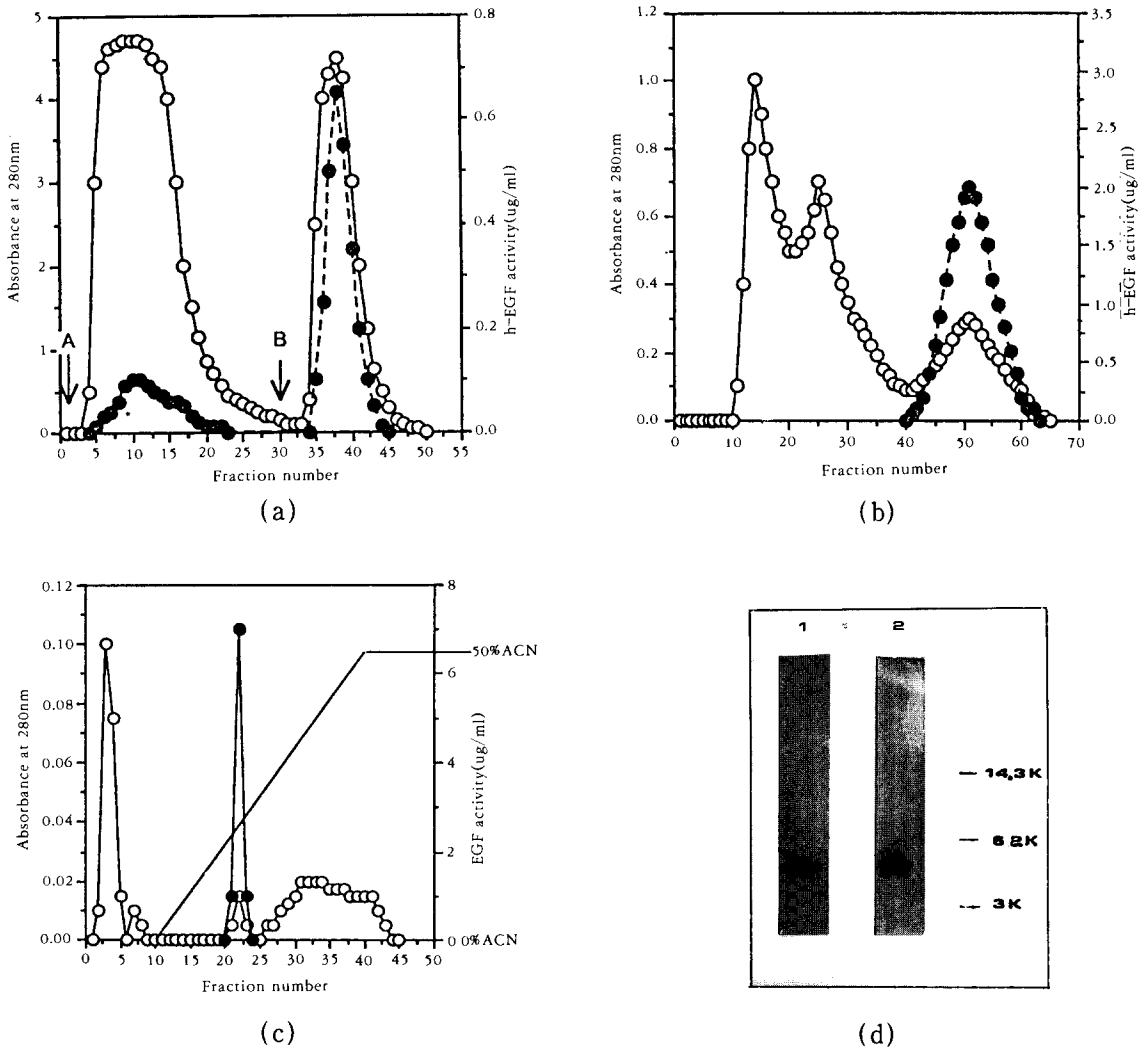 5
4
3
2
1
0
0.8
0.6
0.4
0.2
0.0
A
B
0 5 10 15 20 25 30 35 40 45 50 55
Absorbance at 280nm
h-EGF activity(ug/ml)
Fraction number
(a)
1.2
1.0
0.8
0.6
0.4
0.2
0.0
3.5
3.0
2.5
2.0
1.5
1.0
0.5
0.0
0 10 20 30 40 50 60 70
Absorbance at 280nm
h-EGF activity(ug/ml)
Fraction number
(b)
0.12
0.10
0.08
0.06
0.04
0.02
0.00
8
6
4
2
0
50%ACN
0%ACN
0 5 10 15 20 25 30 35 40 45 50
Absorbance at 280nm
EGF activity(ug/ml)
Fraction number
(c)
1 2
14,3K
6 2K
3K
(d)